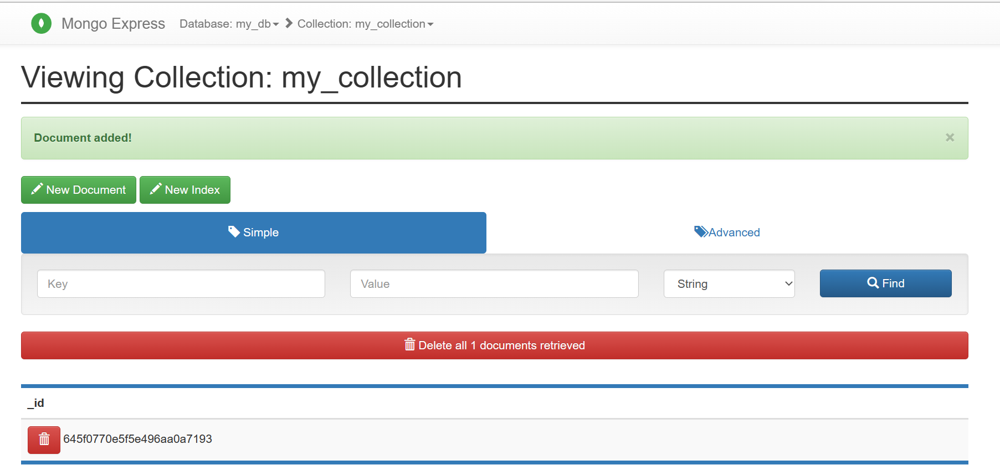 Mongo Express Database: my_db Collection: my_collection
Viewing Collection: my_collection
Document added! ×
New Document New Index
Simple Advanced
Key Value String Find
Delete all 1 documents retrieved
_id
645f0770e5f5e496aa0a7193